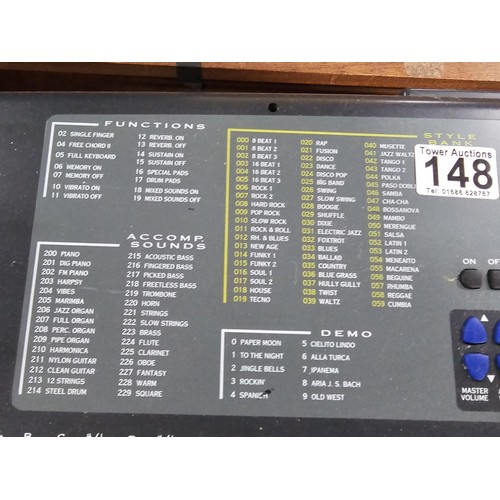 FUNCTIONS
02 SINGLE FINGER
04 FREE CHORD II
05 FULL KEYBOARD
06 MEMORY ON
07 MEMORY OFF
10 VIBRATO ON
11 VIBRATO OFF
12 REVERB. ON
13 REVERB. OFF
14 SUSTAIN ON
15 SUSTAIN OFF
16 SPECIAL PADS
17 DRUM PADS
18 MIXED SOUNDS ON
19 MIXED SOUNDS OFF
ACCOMP.
SOUNDS
200 PIANO
201 DIG PIANO
202 FM PIANO
203 HARPSY
204 VIBES
205 MARIMBA
206 JAZZ ORGAN
207 FULL ORGAN
208 PERC. ORGAN
209 PIPE ORGAN
210 HARMONICA
211 NYLON GUITAR
212 CLEAN GUITAR
213 12 STRINGS
214 STEEL DRUM
215 ACOUSTIC BASS
216 FINGERED BASS
217 PICKED BASS
218 FREETLESS BASS
219 TROMBONE
220 HORN
221 STRINGS
222 SLOW STRINGS
223 BRASS
224 FLUTE
225 CLARINET
226 OBOE
227 FANTASY
228 WARM
229 SQUARE
STYLE
BANK
000 8 BEAT 1
001 8 BEAT 2
002 8 BEAT 3
003 16 BEAT 1
004 16 BEAT 2
005 16 BEAT 3
006 ROCK 1
007 ROCK 2
008 HARD ROCK
009 POP ROCK
010 SLOW ROCK
011 ROCK & ROLL
012 RH. & BLUES
013 NEW AGE
014 FUNKY 1
015 FUNKY 2
016 SOUL 1
017 SOUL 2
018 HOUSE
019 TECNO
020 RAP
021 FUSION
022 DISCO
023 DANCE
024 DISCO POP
025 BIG BAND
026 SWING
027 SLOW SWING
028 BOOGIE
029 SHUFFLE
030 DIXIE
031 ELECTRIC JAZZ
032 FOXTROT
033 BLUES
034 BALLAD
035 COUNTRY
036 BLUE GRASS
037 HULLY GULLY
038 TWIST
039 WALTZ
040 MUSETTE
041 JAZZ WALTZ
042 TANGO 1
043 TANGO 2
044 POLKA
045 PASO DOBLE
046 SAMBA
047 CHA-CHA
048 BOSSANOVA
049 MAMBO
050 MERENGUE
051 SALSA
052 LATIN 1
053 LATIN 2
054 MENEAITO
055 MACARENA
056 BEGUINE
057 RHUMBA
058 REGGAE
059 CUMBIA
Tower Auctions
148
DEMO
0 PAPER MOON
1 TO THE NIGHT
2 JINGLE BELLS
3 ROCKIN'
4 SPANISH
5 CIELITO LINDO
6 ALLA TURCA
7 IPANEMA
8 ARIA J. S. BACH
9 OLD WEST
ON
MASTER
VOLUME